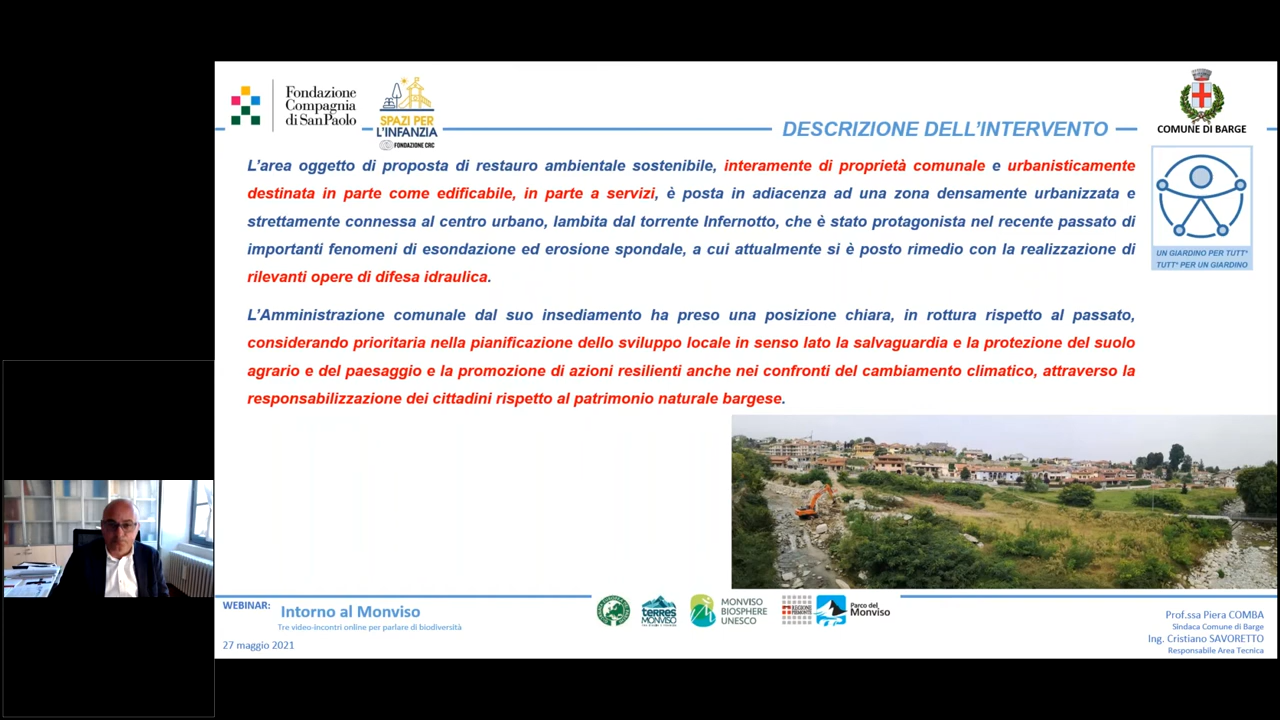 Fondazione
Compagnia
di SanPaolo
SPAZI PER
L'INFANZIA
FONDAZIONE CRC
DESCRIZIONE DELL'INTERVENTO
COMUNE DI BARGE
L'area oggetto di proposta di restauro ambientale sostenibile, interamente di proprietà comunale e urbanisticamente
destinata in parte come edificabile, in parte a servizi, è posta in adiacenza ad una zona densamente urbanizzata e
strettamente connessa al centro urbano, lambita dal torrente Infernotto, che è stato protagonista nel recente passato di
importanti fenomeni di esondazione ed erosione spondale, a cui attualmente si è posto rimedio con la realizzazione di
rilevanti opere di difesa idraulica.
UN GIARDINO PER TUTT*
TUTT* PER UN GIARDINO
L'Amministrazione comunale dal suo insediamento ha preso una posizione chiara, in rottura rispetto al passato,
considerando prioritaria nella pianificazione dello sviluppo locale in senso lato la salvaguardia e la protezione del suolo
agrario e del paesaggio e la promozione di azioni resilienti anche nei confronti del cambiamento climatico, attraverso la
responsabilizzazione dei cittadini rispetto al patrimonio naturale bargese.
WEBINAR: Intorno al Monviso
Tre video-incontri online per parlare di biodiversità
27 maggio 2021
terres
MONVISO
MONVISO
BIOSPHERE
UNESCO
REGIONE
PIEMONTE
Parco del
Monviso
Prof.ssa Piera COMBA
Sindaca Comune di Barge
Ing. Cristiano SAVORETTO
Responsabile Area Tecnica